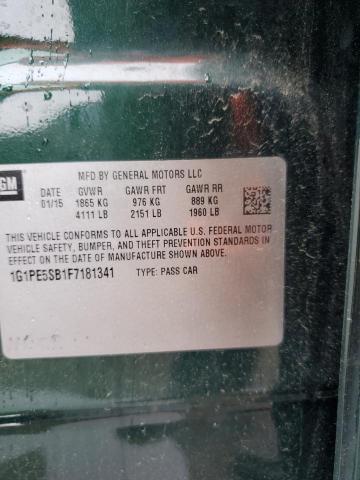 GM
MFD BY GENERAL MOTORS LLC
DATE GVWR GAWR FRT GAWR RR
01/15 1865 KG 976 KG 889 KG
4111 LB 2151 LB 1960 LB
THIS VEHICLE CONFORMS TO ALL APPLICABLE U.S. FEDERAL MOTOR
VEHICLE SAFETY, BUMPER, AND THEFT PREVENTION STANDARDS IN
EFFECT ON THE DATE OF MANUFACTURE SHOWN ABOVE.
1G1PE5SB1F7181341 TYPE: PASS CAR